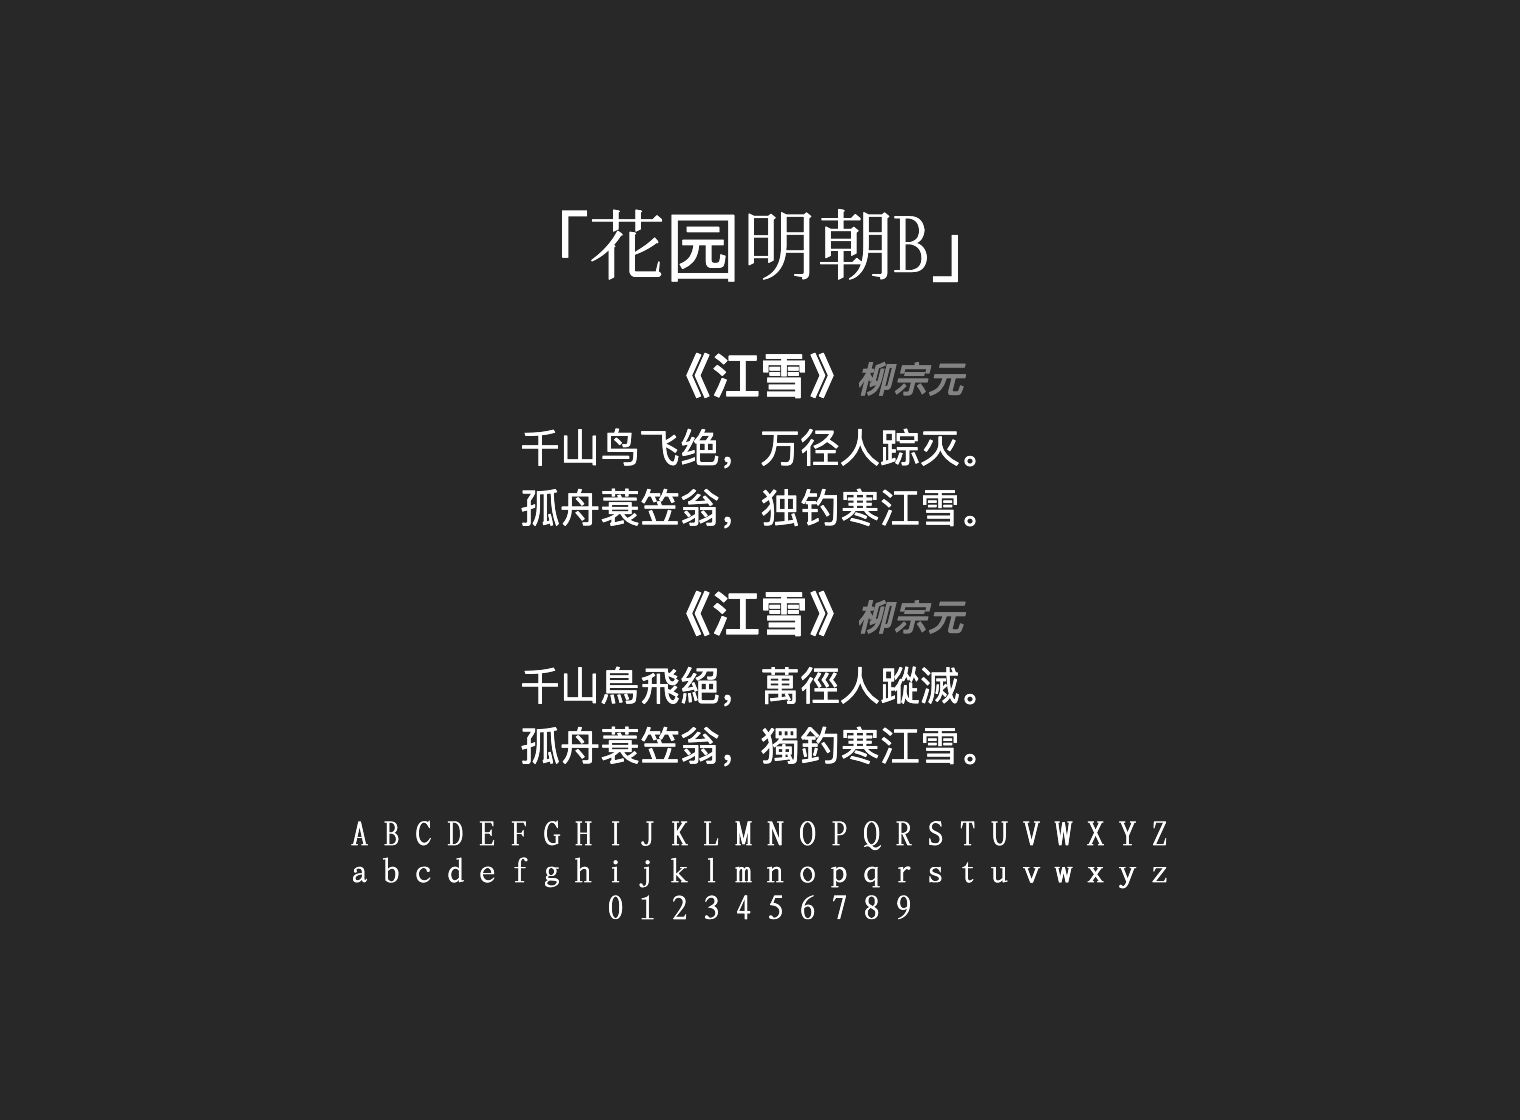 「花园明朝B」
《江雪》 柳宗元
千山鸟飞绝，万径人踪灭。
孤舟蓑笠翁，独钓寒江雪。
《江雪》 柳宗元
千山鳥飛絕，萬徑人蹤滅。
孤舟蓑笠翁，獨釣寒江雪。
A B C D E F G H I J K L M N O P Q R S T U V W X Y Z
a b c d e f g h i j k l m n o p q r s t u v w x y z
0 1 2 3 4 5 6 7 8 9